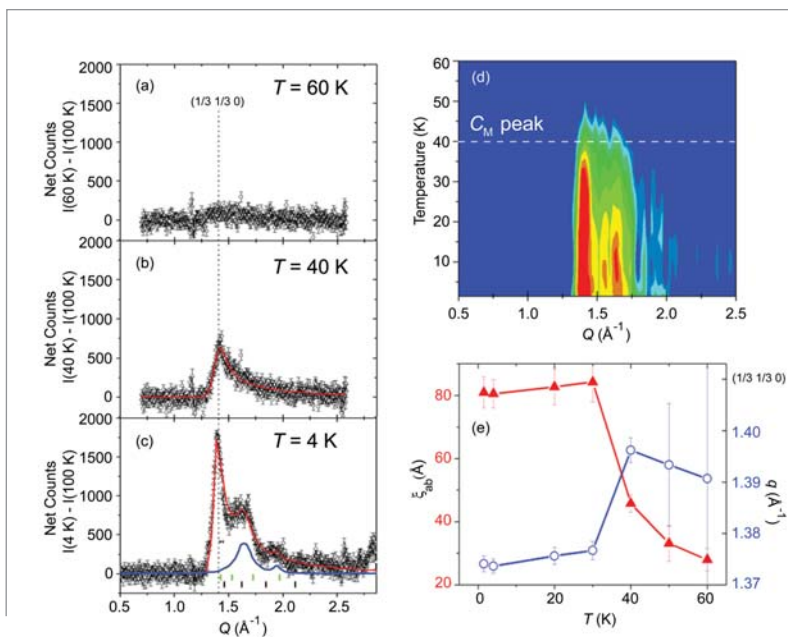 (a)
T = 60 K
(1/3 1/3 0)
2000
1500
1000
500
0
Net Counts
I(60 K) - I(100 K)
(b)
T = 40 K
2000
1500
1000
500
0
Net Counts
I(40 K) - I(100 K)
(c)
T = 4 K
2000
1500
1000
500
0
Net Counts
I(4 K) - I(100 K)
0.5 1.0 1.5 2.0 2.5
Q (Å⁻¹)
(d)
C_M peak
60
50
40
30
20
10
Temperature (K)
0.5 1.0 1.5 2.0 2.5
Q (Å⁻¹)
(e)
(1/3 1/3 0)
80
60
40
20
ξ_ab(Å)
1.40
1.39
1.38
1.37
q (Å⁻¹)
0 10 20 30 40 50 60
T (K)